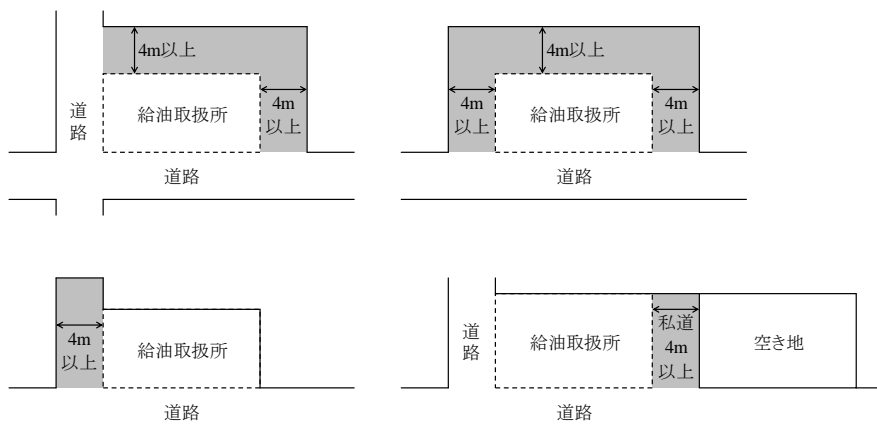 4m以上
道路
給油取扱所
4m
以上
道路
4m以上
4m
以上
給油取扱所
4m
以上
道路
4m
以上
給油取扱所
道路
道路
給油取扱所
私道
4m
以上
空き地
道路